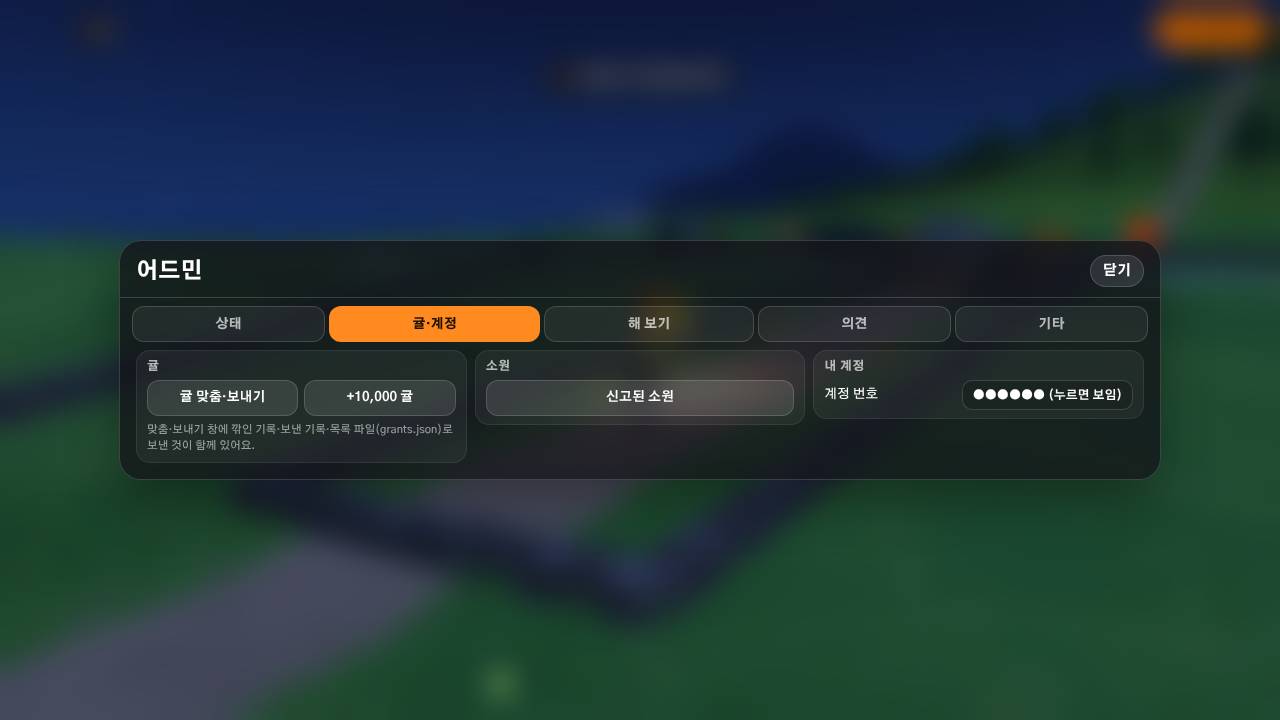 어드민
닫기
상태
귤·계정
해 보기
의견
기타
귤
귤 맞춤·보내기
+10,000 귤
맞춤·보내기 창에 깎인 기록·보낸 기록·목록 파일(grants.json)로
보낸 것이 함께 있어요.
소원
신고된 소원
내 계정
계정 번호
●●●●●● (누르면 보임)